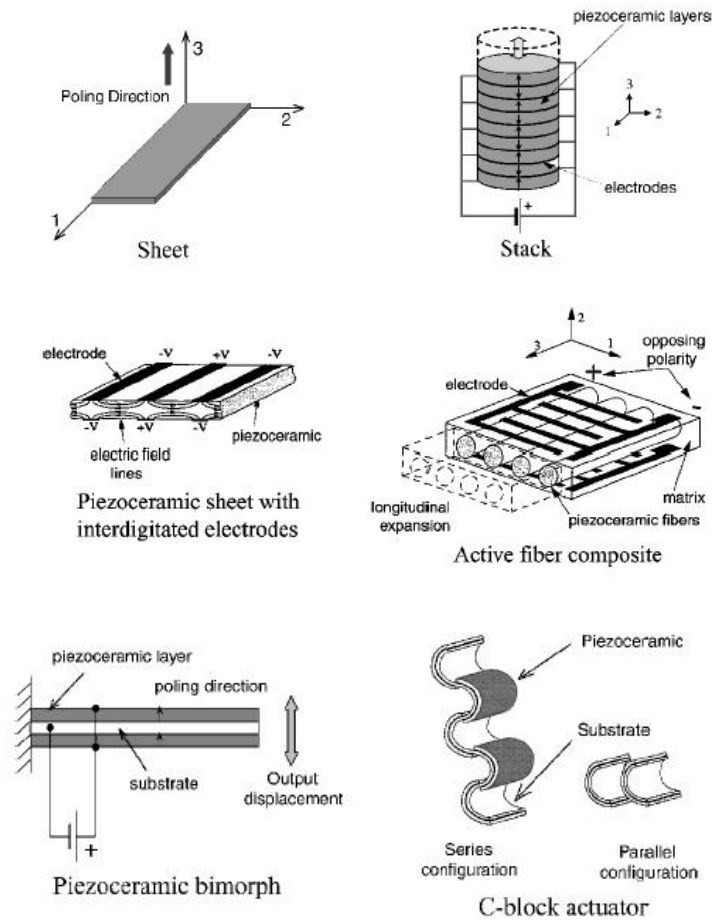 3
Poling Direction
2
1
Sheet
piezoceramic layers
3
2
1
electrodes
+
Stack
electrode
-V
+V
-V
-V
+V
-V
piezoceramic
electric field
lines
Piezoceramic sheet with
interdigitated electrodes
2
3
1
opposing
polarity
+
-
electrode
matrix
longitudinal
expansion
piezoceramic fibers
Active fiber composite
piezoceramic layer
poling direction
substrate
Output
displacement
+
Piezoceramic bimorph
Piezoceramic
Substrate
Series
configuration
Parallel
configuration
C-block actuator